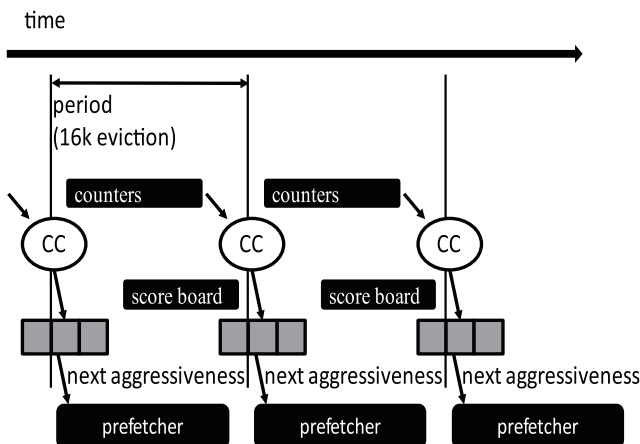 time
period
(16k eviction)
counters
counters
CC
CC
CC
score board
score board
next aggressiveness
next aggressiveness
next aggressiveness
prefetcher
prefetcher
prefetcher